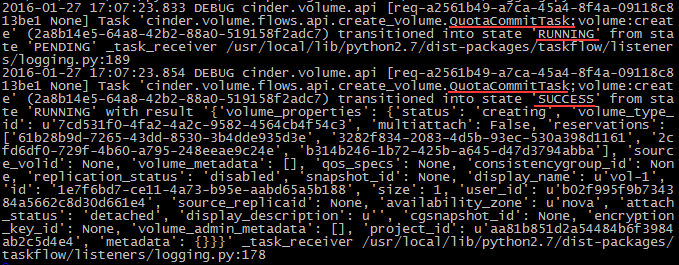 2016-01-27 17:07:23.833 DEBUG cinder.volume.api [req-a2561b49-a7ca-45a4-8f4a-09118c8
13be1 None] Task 'cinder.volume.flows.api.create_volume.QuotaCommitTask;volume:creat
e' (2a8b14e5-64a8-42b2-88a0-519158f2adc7) transitioned into state 'RUNNING' from sta
te 'PENDING' _task_receiver /usr/local/lib/python2.7/dist-packages/taskflow/listener
s/logging.py:189
2016-01-27 17:07:23.854 DEBUG cinder.volume.api [req-a2561b49-a7ca-45a4-8f4a-09118c8
13be1 None] Task 'cinder.volume.flows.api.create_volume.QuotaCommitTask;volume:creat
e' (2a8b14e5-64a8-42b2-88a0-519158f2adc7) transitioned into state 'SUCCESS' from sta
te 'RUNNING' with result '{'volume_properties': {'status': 'creating', 'volume_type_
id': u'7cd531f0-4fa2-4a2c-9582-4564cb4f54c3', 'multiattach': False, 'reservations':
['61b28b9d-7265-43dd-8530-3b4dde935d3e', '3282f834-2083-4d5b-93ec-530a398d1161', '2c
fd6df0-729f-4b60-a795-248eeae9c24e', 'b314b246-1b72-425b-a645-d47d3794abba'], 'sourc
e_volid': None, 'volume_metadata': [], 'qos_specs': None, 'consistencygroup_id': Non
e, 'replication_status': 'disabled', 'snapshot_id': None, 'display_name': u'vol-1',
'id': '1e7f6bd7-ce11-4a73-b95e-aabd65a5b188', 'size': 1, 'user_id': u'b02f995f9b7343
84a5662c8d30d661e4', 'source_replicaid': None, 'availability_zone': u'nova', 'attach
_status': 'detached', 'display_description': u'', 'cgsnapshot_id': None, 'encryption
_key_id': None, 'volume_admin_metadata': [], 'project_id': u'aa81b851d2a54484b6f3984
ab2c5d4e4', 'metadata': {}}}' _task_receiver /usr/local/lib/python2.7/dist-packages/
taskflow/listeners/logging.py:178